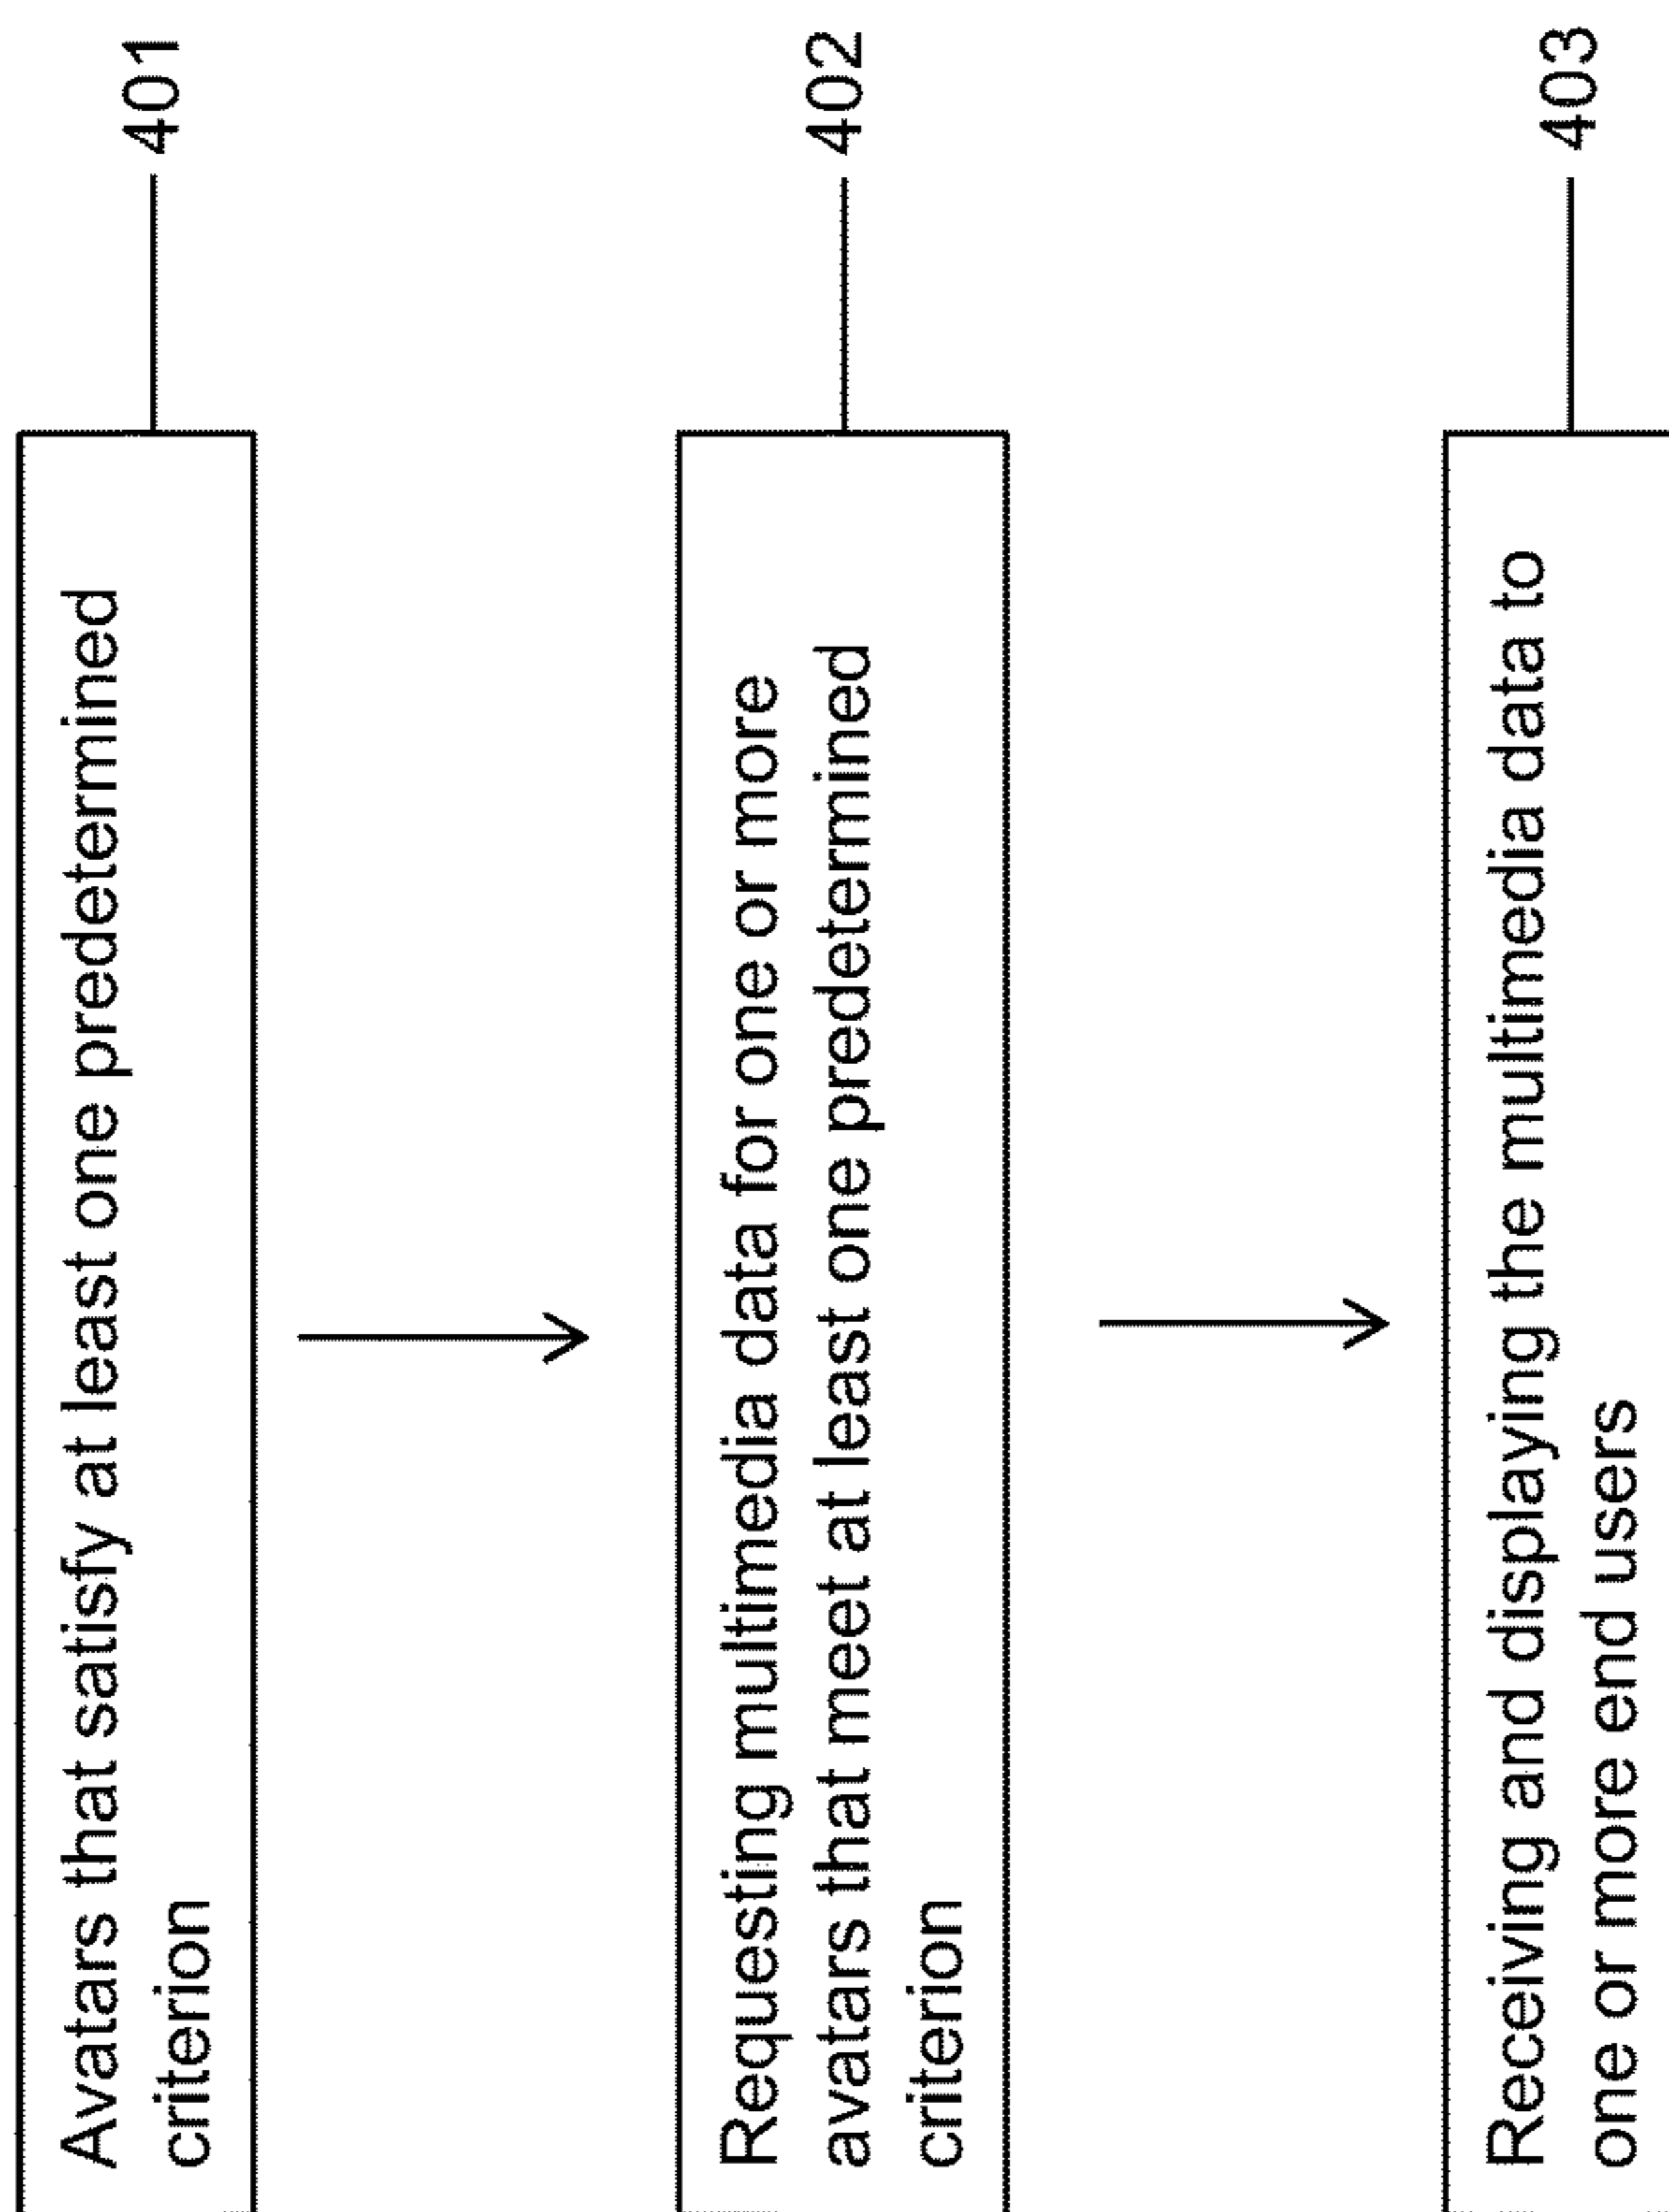 Avatars that satisfy at least one predetermined
criterion
401
Requesting multimedia data for one or more
avatars that meet at least one predetermined
criterion
402
Receiving and displaying the multimedia data to
one or more end users
403